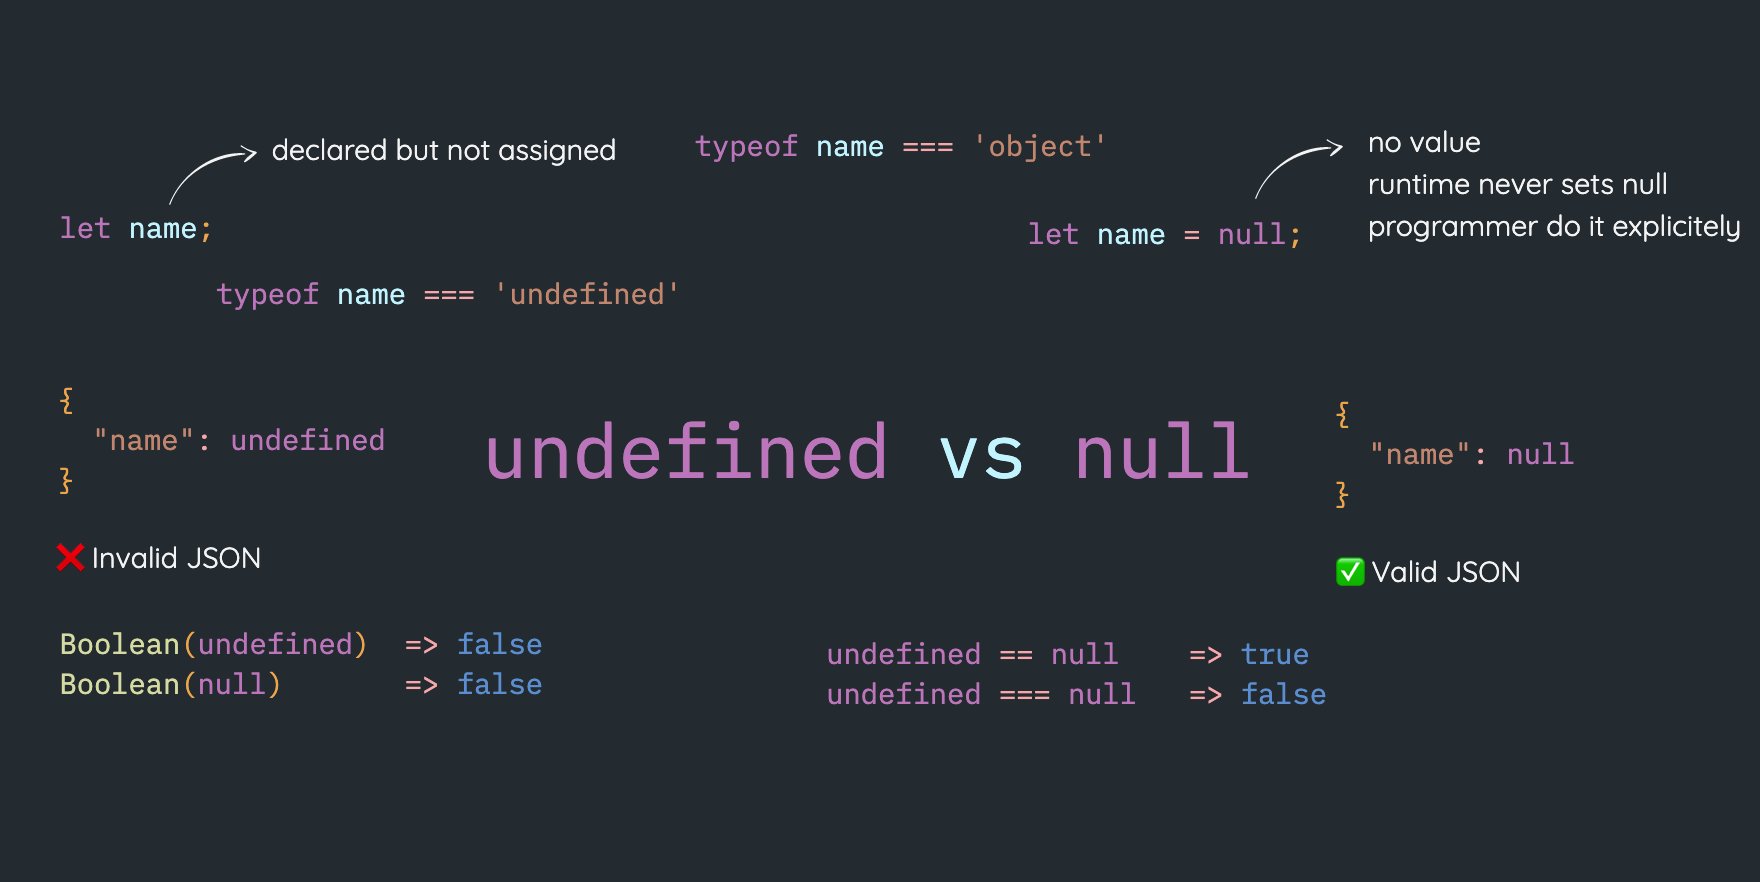 declared but not assigned
let name;
typeof name === 'undefined'
typeof name === 'object'
no value
runtime never sets null
programmer do it explicitely
let name = null;
{
"name": undefined
}
❌ Invalid JSON
undefined vs null
{
"name": null
}
✅ Valid JSON
Boolean(undefined) => false
Boolean(null) => false
undefined == null => true
undefined === null => false